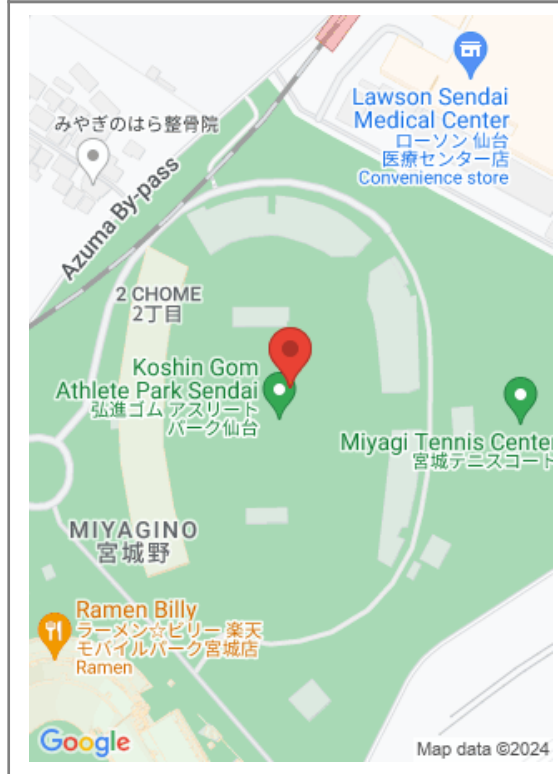 Lawson Sendai
Medical Center
ローソン 仙台
医療センター店
Convenience store
みやぎのはら整骨院
Azuma By-pass
2 CHOME
2丁目
Koshin Gom
Athlete Park Sendai
弘進ゴム アスリート
パーク仙台
Miyagi Tennis Center
宮城テニスコート
MIYAGINO
宮城野
Ramen Billy
ラーメン☆ビリー 楽天
モバイルパーク宮城店
Ramen
Google
Map data ©2024